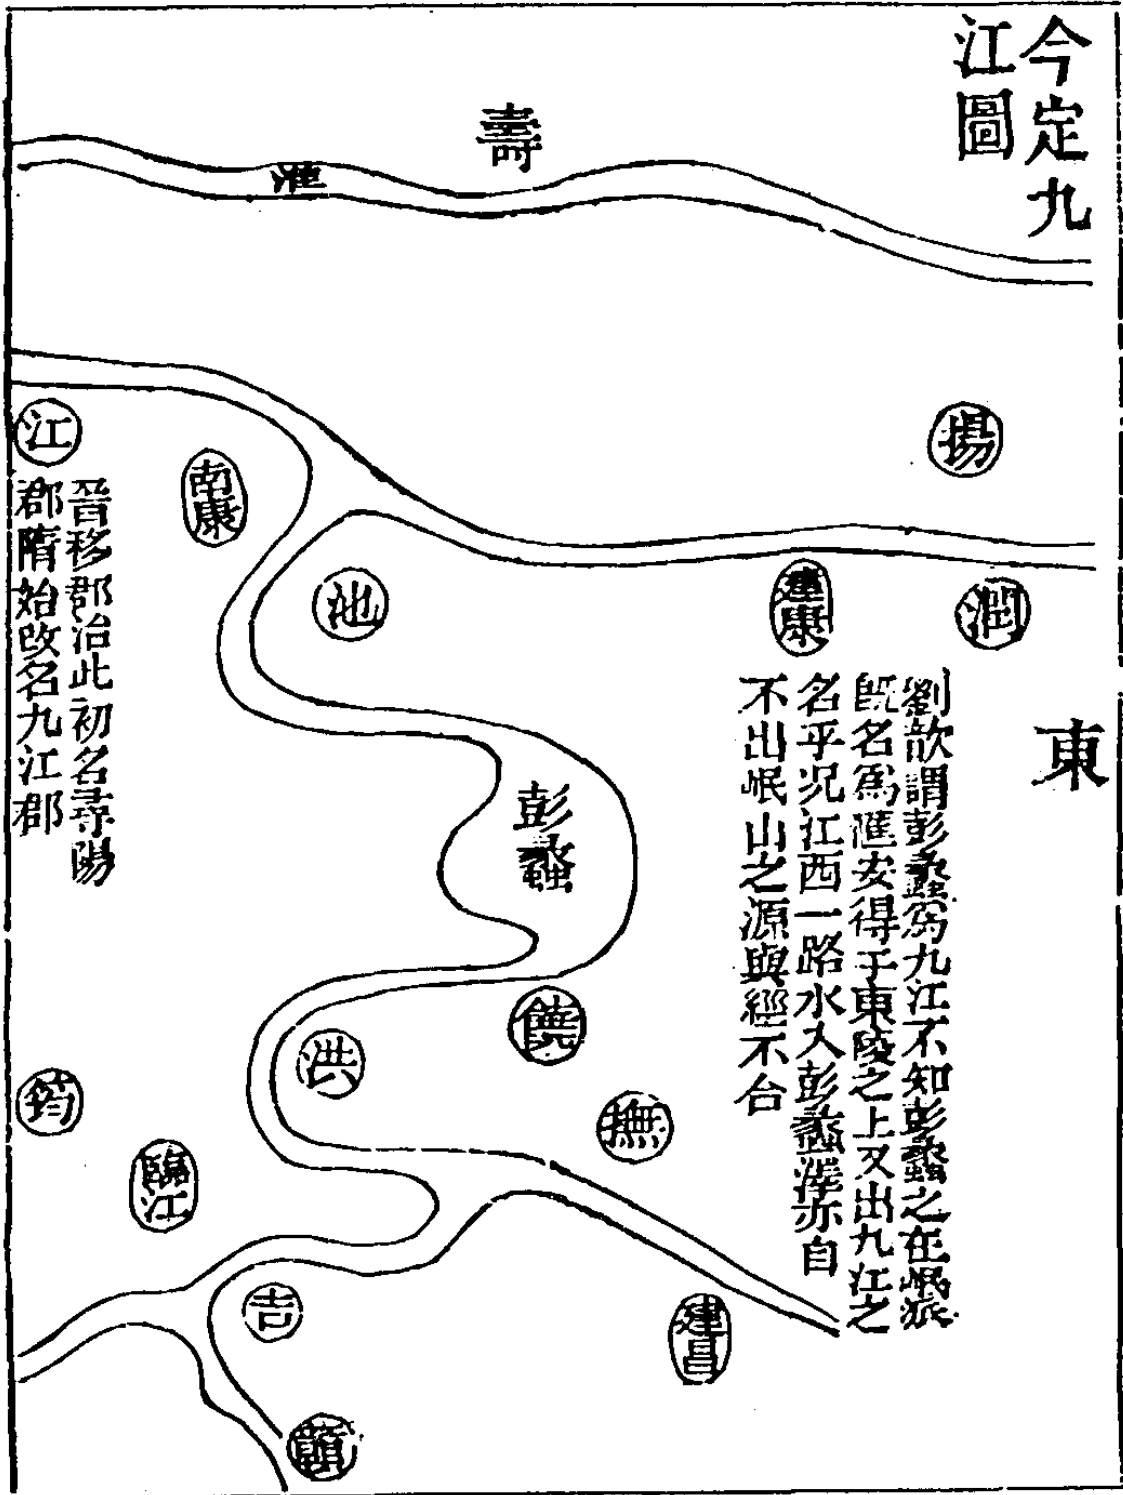 今定九
江圖
東
壽
淮
揚
潤
建康
劉歆謂彭蠡爲九江不知彭蠡之在岷派
旣名爲匯安得于東陵之上又出九江之
名乎况江西一路水入彭蠡澤亦自
不出岷山之源與經不合
池
彭蠡
饒
撫
建昌
洪
南康
江
晉移郡治此初名尋陽
郡隋始改名九江郡
筠
臨江
吉
贛